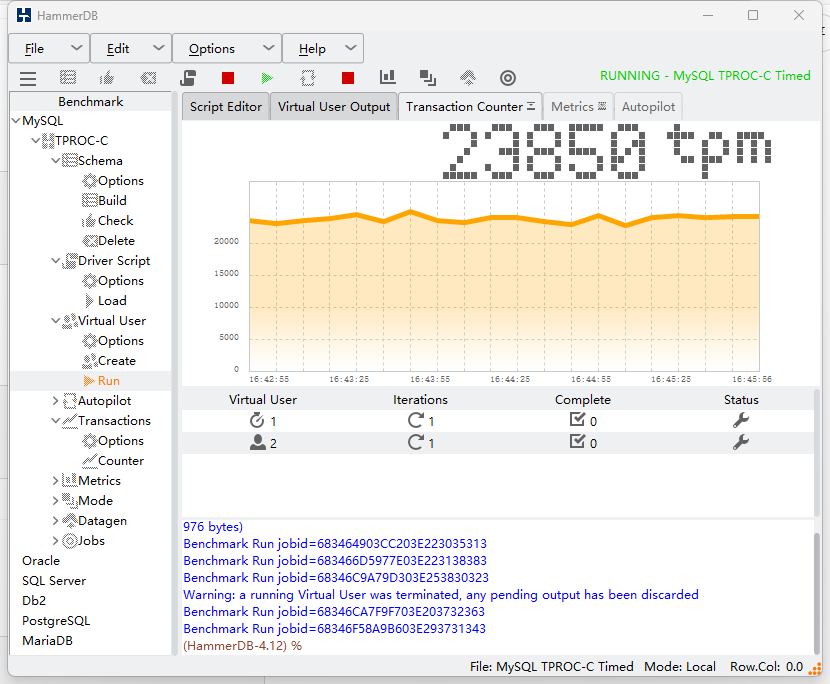 HammerDB
File Edit Options Help
RUNNING - MySQL TPROC-C Timed
Benchmark
MySQL
TPROC-C
Schema
Options
Build
Check
Delete
Driver Script
Options
Load
Virtual User
Options
Create
Run
Autopilot
Transactions
Options
Counter
Metrics
Mode
Datagen
Jobs
Oracle
SQL Server
Db2
PostgreSQL
MariaDB
Script Editor Virtual User Output Transaction Counter Metrics Autopilot
23850 tpm
20000
15000
10000
5000
0
16:42:55 16:43:25 16:43:55 16:44:25 16:44:55 16:45:25 16:45:56
Virtual User Iterations Complete Status
1 1 0
2 1 0
976 bytes)
Benchmark Run jobid=683464903CC203E223035313
Benchmark Run jobid=683466D5977E03E223138383
Benchmark Run jobid=68346C9A79D303E253830323
Warning: a running Virtual User was terminated, any pending output has been discarded
Benchmark Run jobid=68346CA7F9F703E203732363
Benchmark Run jobid=68346F58A9B603E293731343
(HammerDB-4.12) %
File: MySQL TPROC-C Timed Mode: Local Row.Col: 0.0